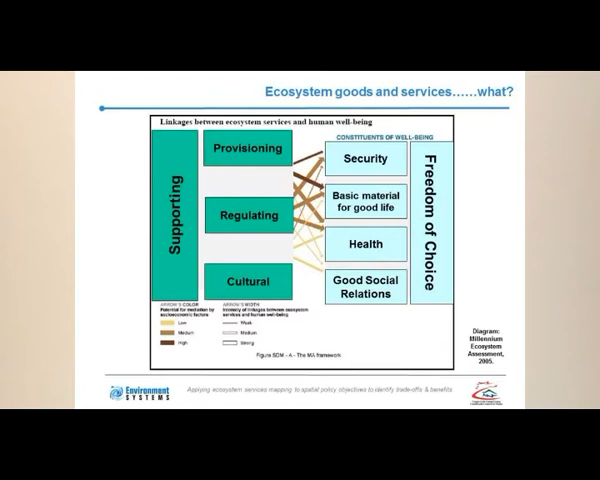 Ecosystem goods and services......what?
Linkages between ecosystem services and human well-being
CONSTITUENTS OF WELL-BEING
Supporting
Provisioning
Regulating
Cultural
Security
Basic material
for good life
Health
Good Social
Relations
Freedom of Choice
ARROW'S COLOR
Potential for mediation by
socioeconomic factors
Low
Medium
High
ARROW'S WIDTH
Intensity of linkages between ecosystem
services and human well-being
Weak
Medium
Strong
Figure SDM - A - The MA framework
Diagram:
Millennium
Ecosystem
Assessment,
2005.
Environment
SYSTEMS
Applying ecosystem services mapping to spatial policy objectives to identify trade-offs & benefits